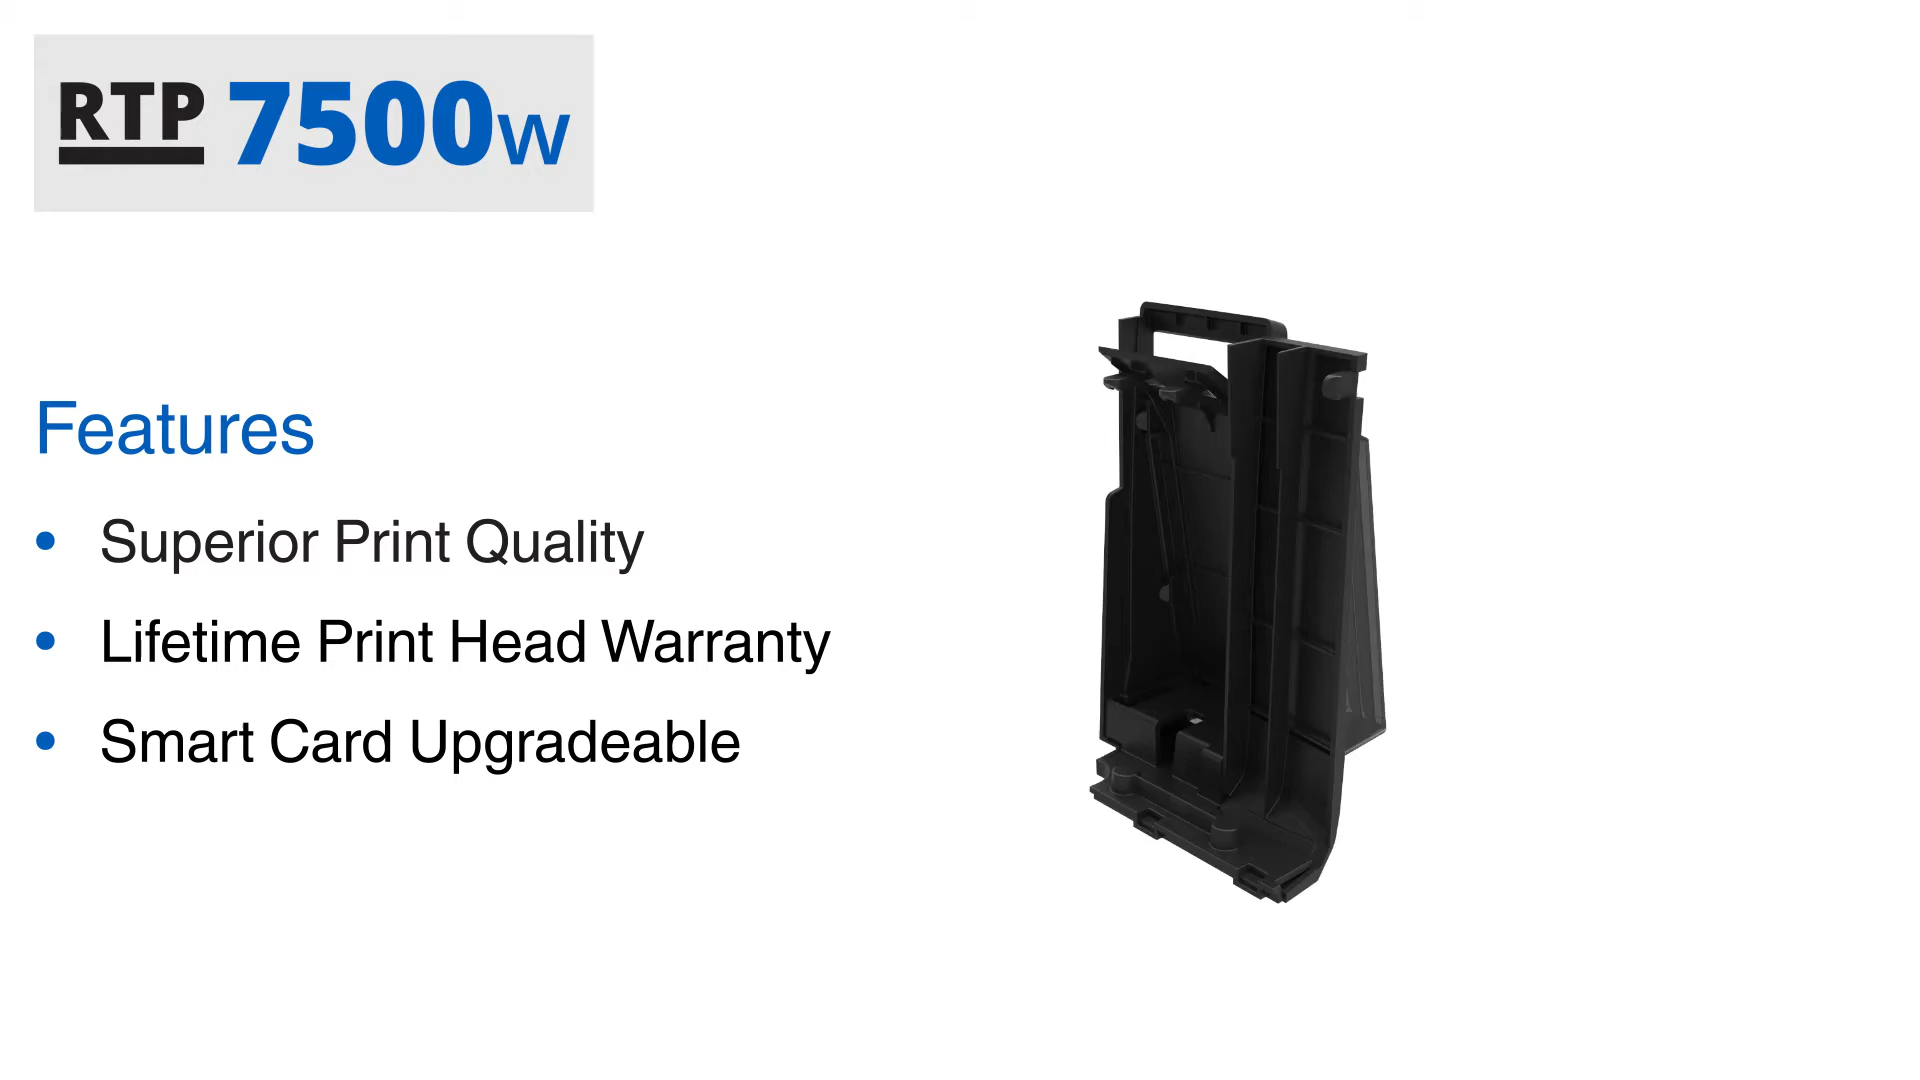 RTP 7500w
Features
• Superior Print Quality
• Lifetime Print Head Warranty
• Smart Card Upgradeable